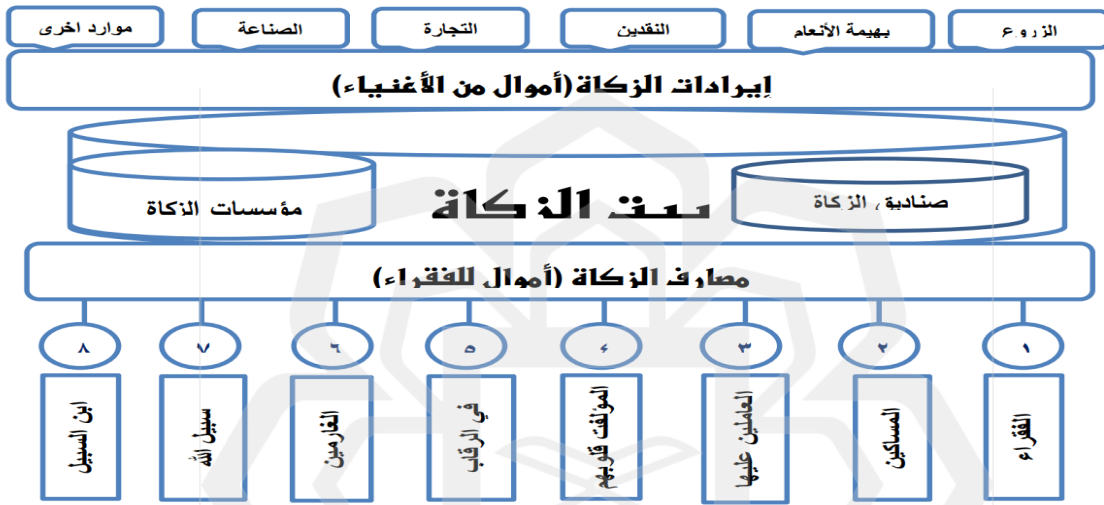 الزروع
بهيمة الأنعام
النقدين
التجارة
الصناعة
موارد اخرى
إيرادات الزكاة (أموال من الأغنياء)
صناديق الزكاة
بيت الزكاة
مؤسسات الزكاة
مصارف الزكاة (أموال للفقراء)
١
٢
٣
٤
٥
٦
٧
٨
الفقراء
المساكين
العاملين عليها
المؤلفت قلوبهم
في الرقاب
الغارمين
سبيل الله
ابن السبيل